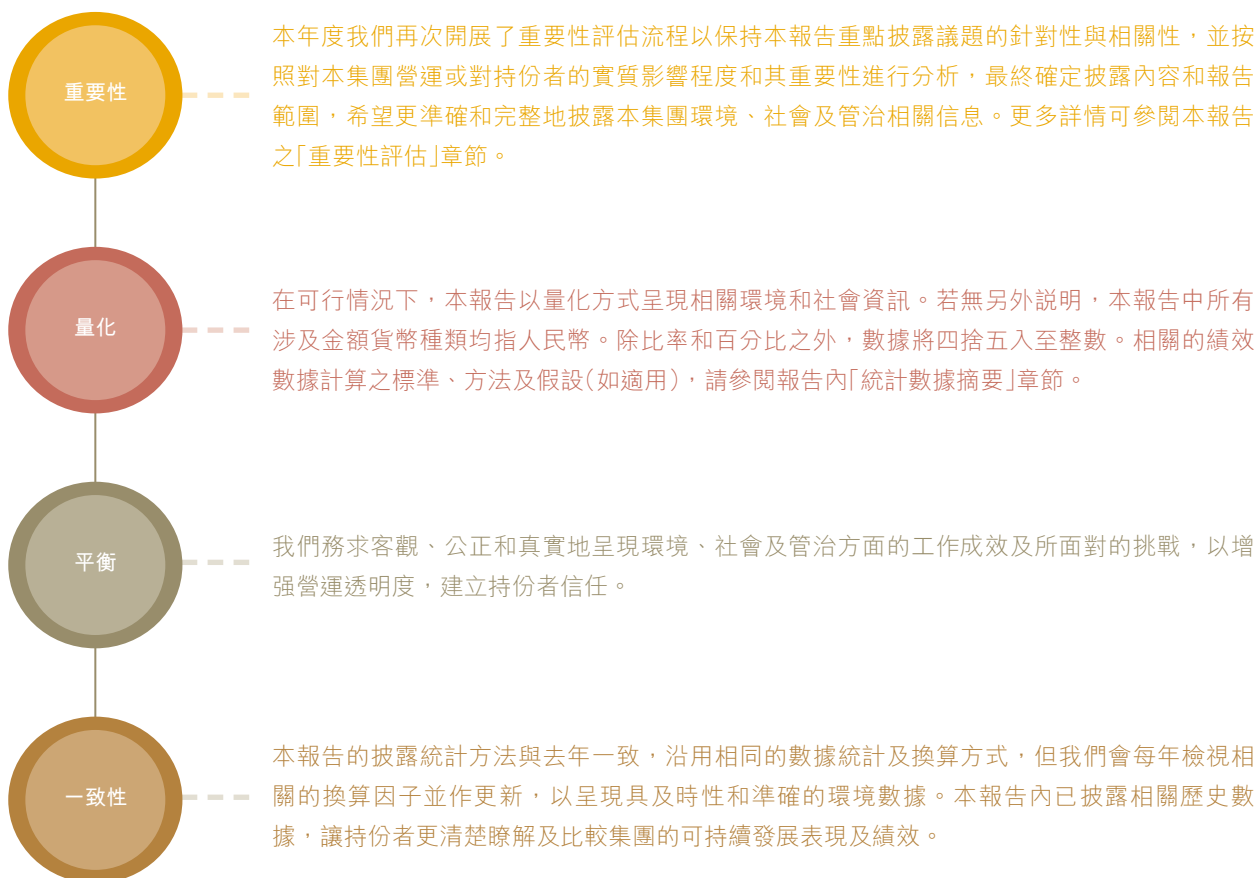 重要性
本年度我們再次開展了重要性評估流程以保持本報告重點披露議題的針對性與相關性，並按
照對本集團營運或對持份者的實質影響程度和其重要性進行分析，最終確定披露內容和報告
範圍，希望更準確和完整地披露本集團環境、社會及管治相關信息。更多詳情可參閱本報告
之「重要性評估」章節。
量化
在可行情況下，本報告以量化方式呈現相關環境和社會資訊。若無另外說明，本報告中所有
涉及金額貨幣種類均指人民幣。除比率和百分比之外，數據將四捨五入至整數。相關的績效
數據計算之標準、方法及假設（如適用），請參閱報告內「統計數據摘要」章節。
平衡
我們務求客觀、公正和真實地呈現環境、社會及管治方面的工作成效及所面對的挑戰，以增
强營運透明度，建立持份者信任。
一致性
本報告的披露統計方法與去年一致，沿用相同的數據統計及換算方式，但我們會每年檢視相
關的換算因子並作更新，以呈現具及時性和準確的環境數據。本報告內已披露相關歷史數
據，讓持份者更清楚瞭解及比較集團的可持續發展表現及績效。